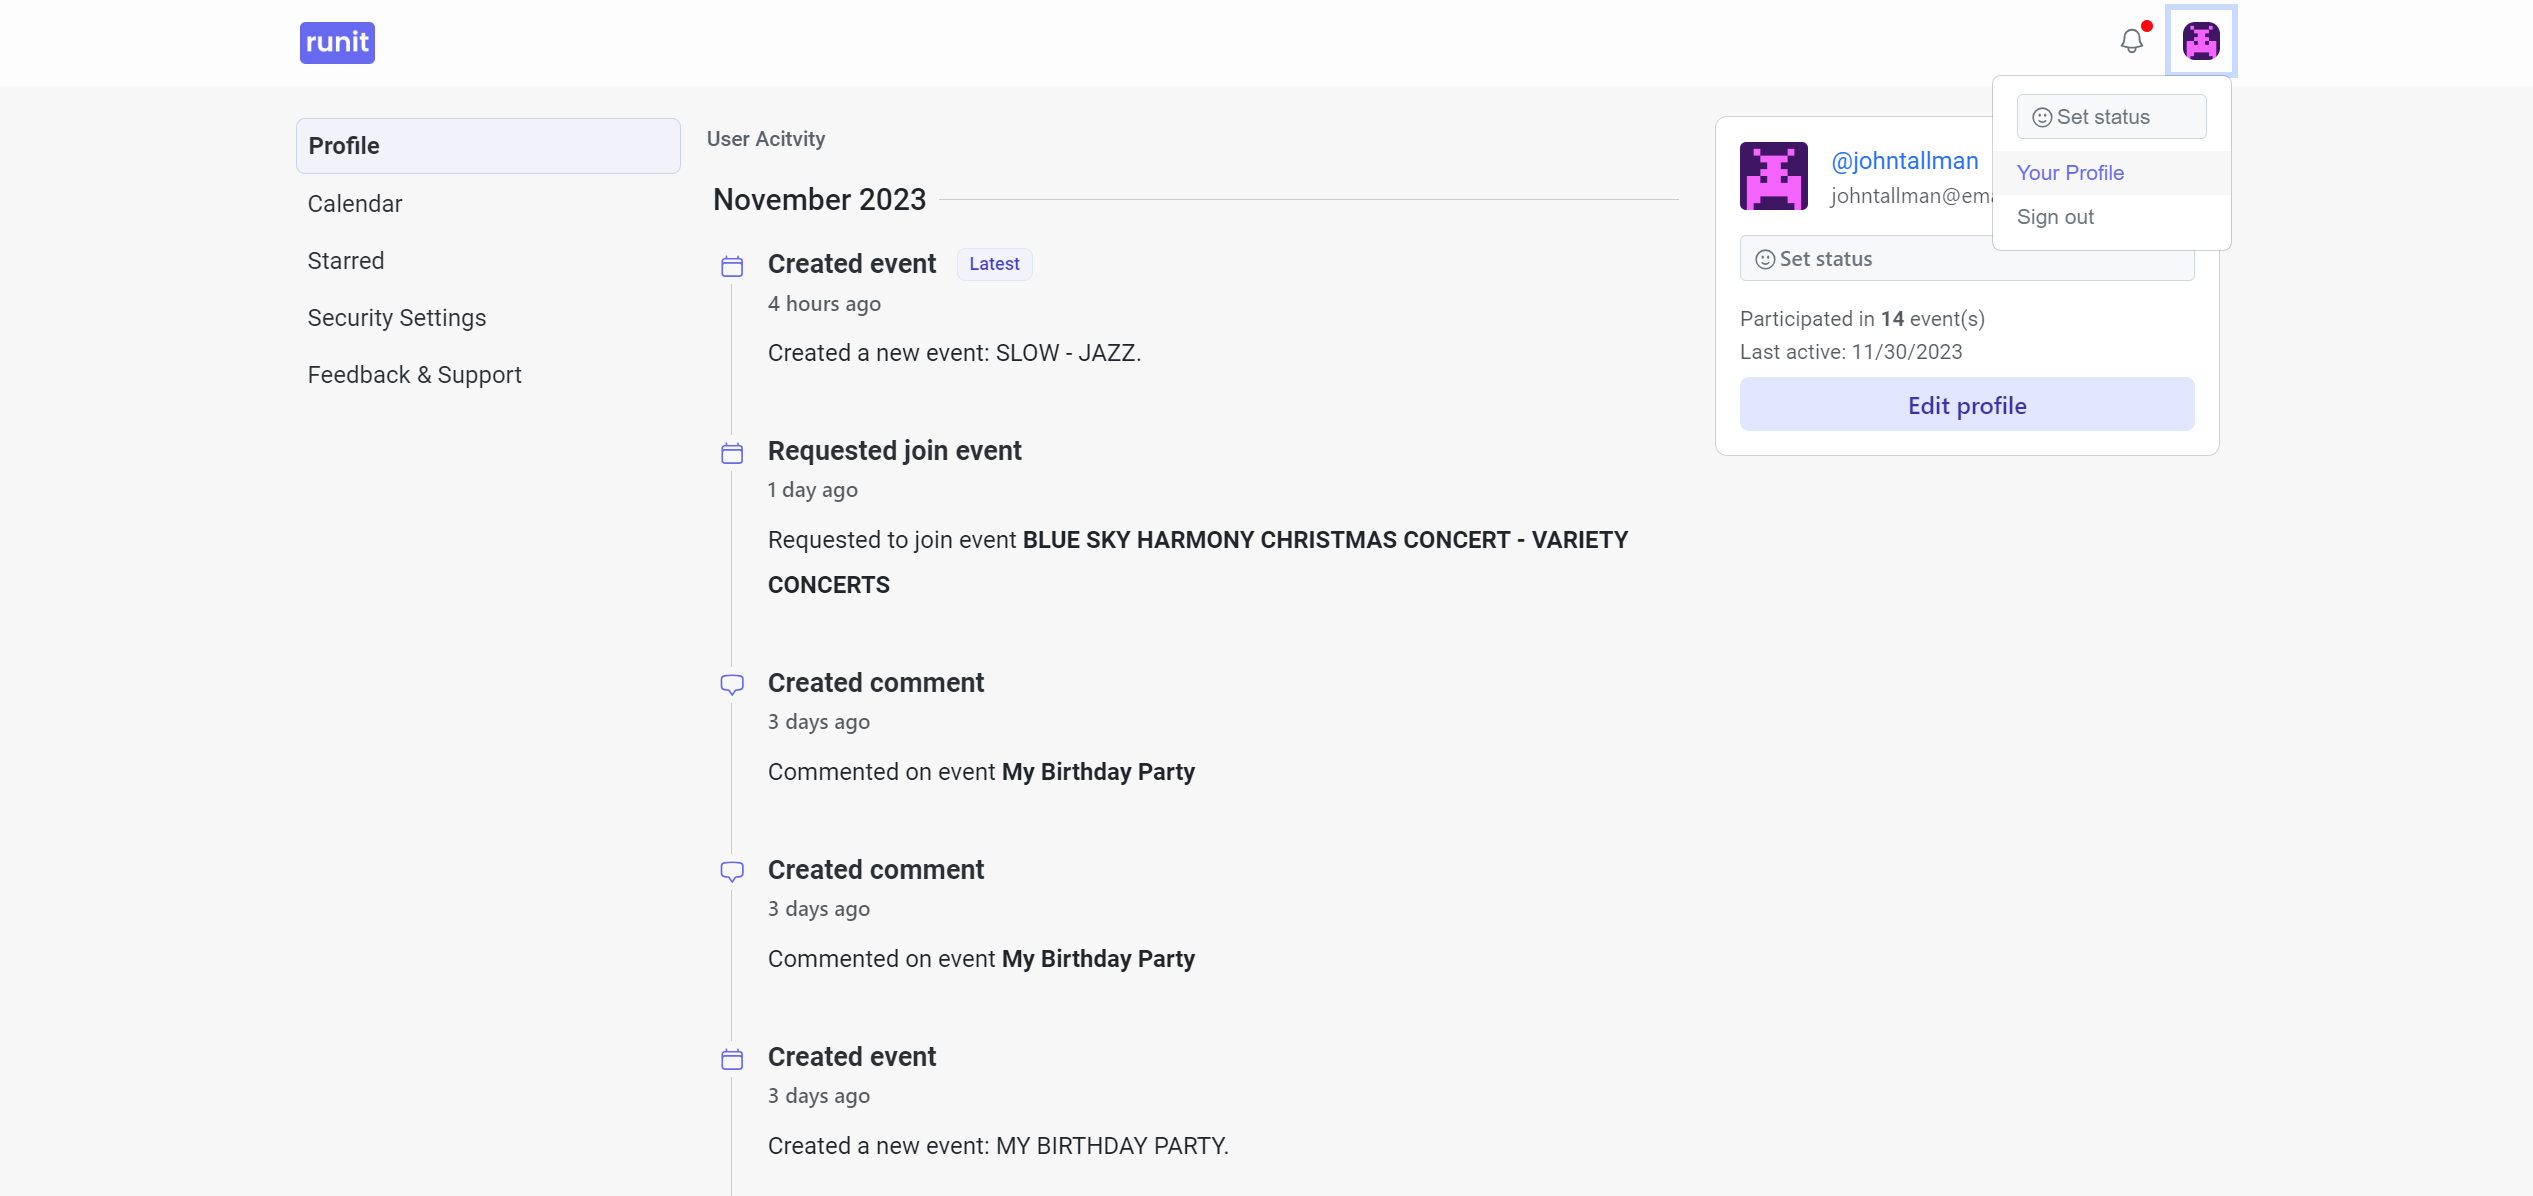 runit
Set status
Your Profile
Sign out
Profile
Calendar
Starred
Security Settings
Feedback & Support
User Acitvity
November 2023
Created event Latest
4 hours ago
Created a new event: SLOW - JAZZ.
Requested join event
1 day ago
Requested to join event BLUE SKY HARMONY CHRISTMAS CONCERT - VARIETY
CONCERTS
Created comment
3 days ago
Commented on event My Birthday Party
Created comment
3 days ago
Commented on event My Birthday Party
Created event
3 days ago
Created a new event: MY BIRTHDAY PARTY.
@johntallman
johntallman@ema
Set status
Participated in 14 event(s)
Last active: 11/30/2023
Edit profile